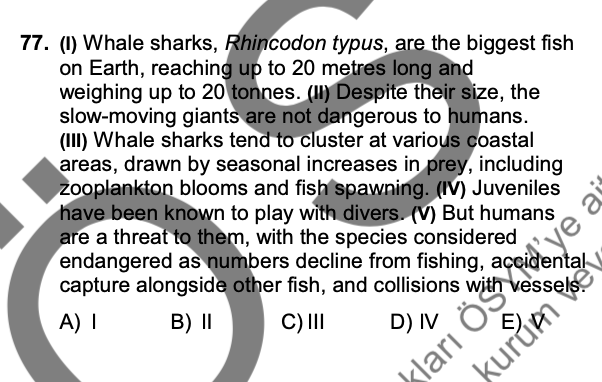 77. (I) Whale sharks, Rhincodon typus, are the biggest fish
on Earth, reaching up to 20 metres long and
weighing up to 20 tonnes. (II) Despite their size, the
slow-moving giants are not dangerous to humans.
(III) Whale sharks tend to cluster at various coastal
areas, drawn by seasonal increases in prey, including
zooplankton blooms and fish spawning. (IV) Juveniles
have been known to play with divers. (V) But humans
are a threat to them, with the species considered
endangered as numbers decline from fishing, accidental
capture alongside other fish, and collisions with vessels.
A) I B) II C) III D) IV E) V
ÖSYM'ye
kurum